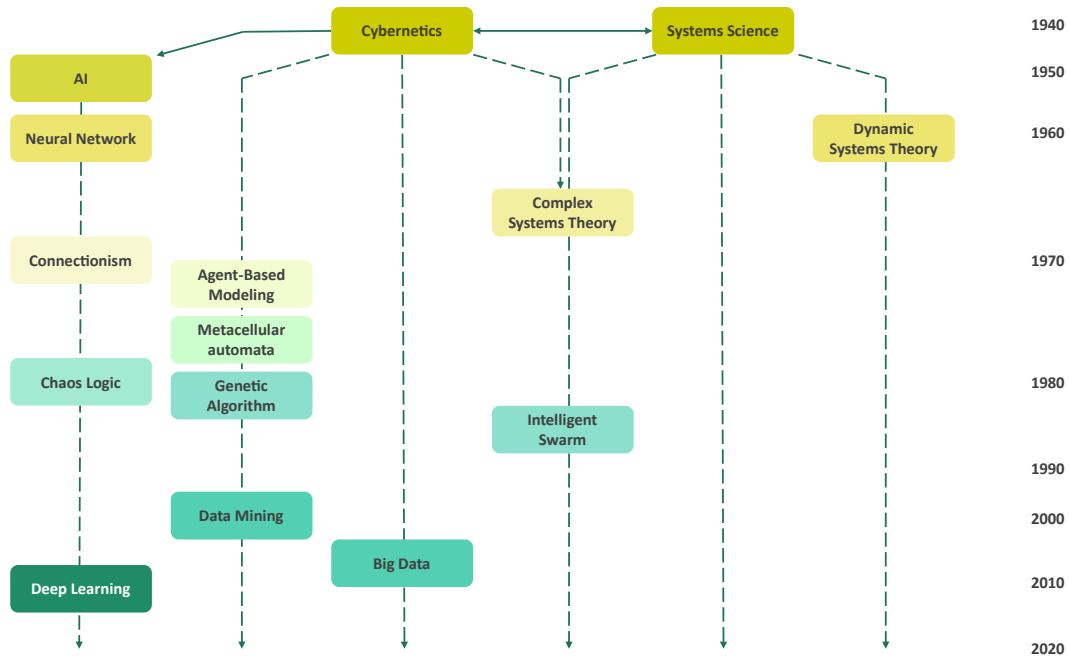 Cybernetics
Systems Science
1940
AI
1950
Neural Network
Dynamic
Systems Theory
1960
Complex
Systems Theory
Connectionism
1970
Agent-Based
Modeling
Metacellular
automata
Chaos Logic
Genetic
Algorithm
1980
Intelligent
Swarm
1990
Data Mining
2000
Big Data
Deep Learning
2010
2020